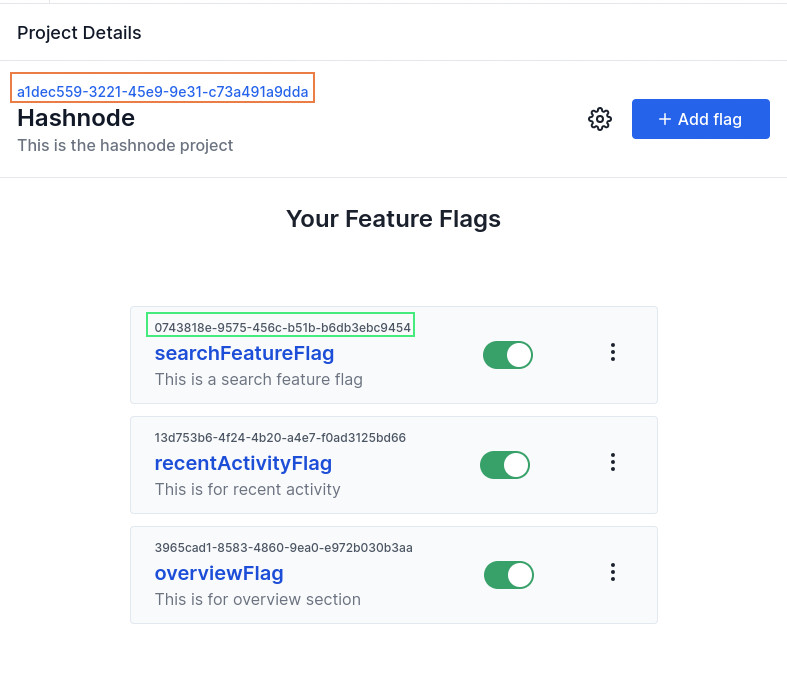 Project Details
a1dec559-3221-45e9-9e31-c73a491a9dda
Hashnode
This is the hashnode project
+ Add flag
Your Feature Flags
0743818e-9575-456c-b51b-b6db3ebc9454
searchFeatureFlag
This is a search feature flag
13d753b6-4f24-4b20-a4e7-f0ad3125bd66
recentActivityFlag
This is for recent activity
3965cad1-8583-4860-9ea0-e972b030b3aa
overviewFlag
This is for overview section